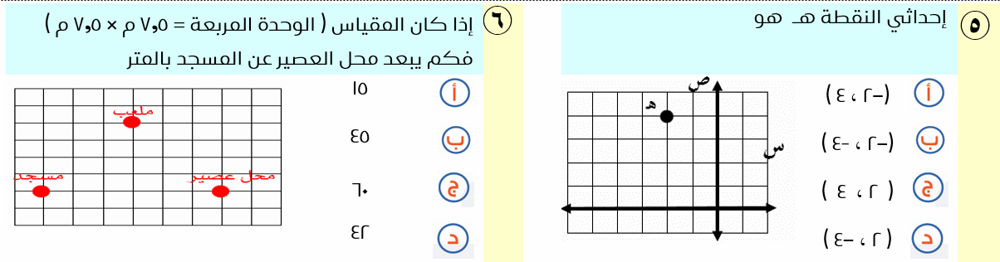 ٥
إحداثي النقطة هـ هو
أ
(-٢ ، ٤ )
ب
(-٢ ، -٤ )
ج
( ٢ ، ٤ )
د
(٢ ، -٤ )
ص
هـ
س
٦
إذا كان المقياس ( الوحدة المربعة = ٧,٥ م × ٧,٥ م )
فكم يبعد محل العصير عن المسجد بالمتر
أ
١٥
ب
٤٥
ج
٦٠
د
٤٢
ملعب
مسجد
محل عصير